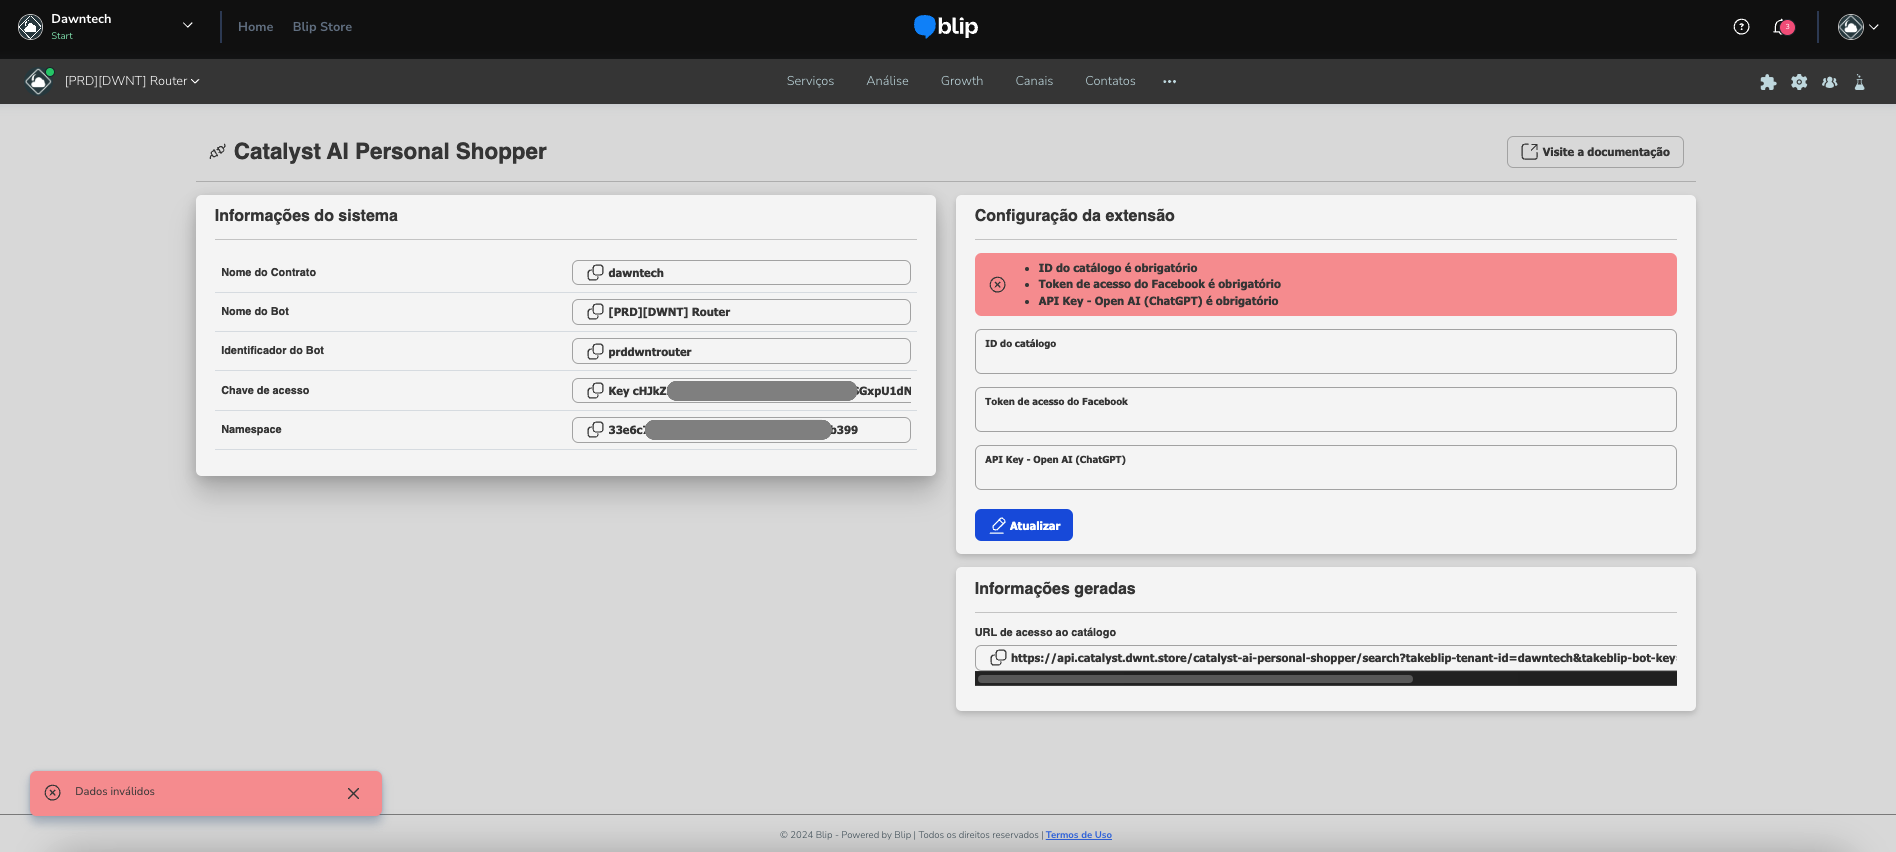 Dawntech
Start
Home
Blip Store
blip
3
[PRD][DWNT] Router
Serviços
Análise
Growth
Canais
Contatos
Catalyst AI Personal Shopper
Visite a documentação
Informações do sistema
Nome do Contrato
dawntech
Nome do Bot
[PRD][DWNT] Router
Identificador do Bot
prddwntrouter
Chave de acesso
Key cHJkZ GxpU1dN
Namespace
33e6c b399
Configuração da extensão
• ID do catálogo é obrigatório
• Token de acesso do Facebook é obrigatório
• API Key - Open AI (ChatGPT) é obrigatório
ID do catálogo
Token de acesso do Facebook
API Key - Open AI (ChatGPT)
Atualizar
Informações geradas
URL de acesso ao catálogo
https://api.catalyst.dwnt.store/catalyst-ai-personal-shopper/search?takeblip-tenant-id=dawntech&takeblip-bot-key
Dados inválidos
© 2024 Blip - Powered by Blip | Todos os direitos reservados | Termos de Uso